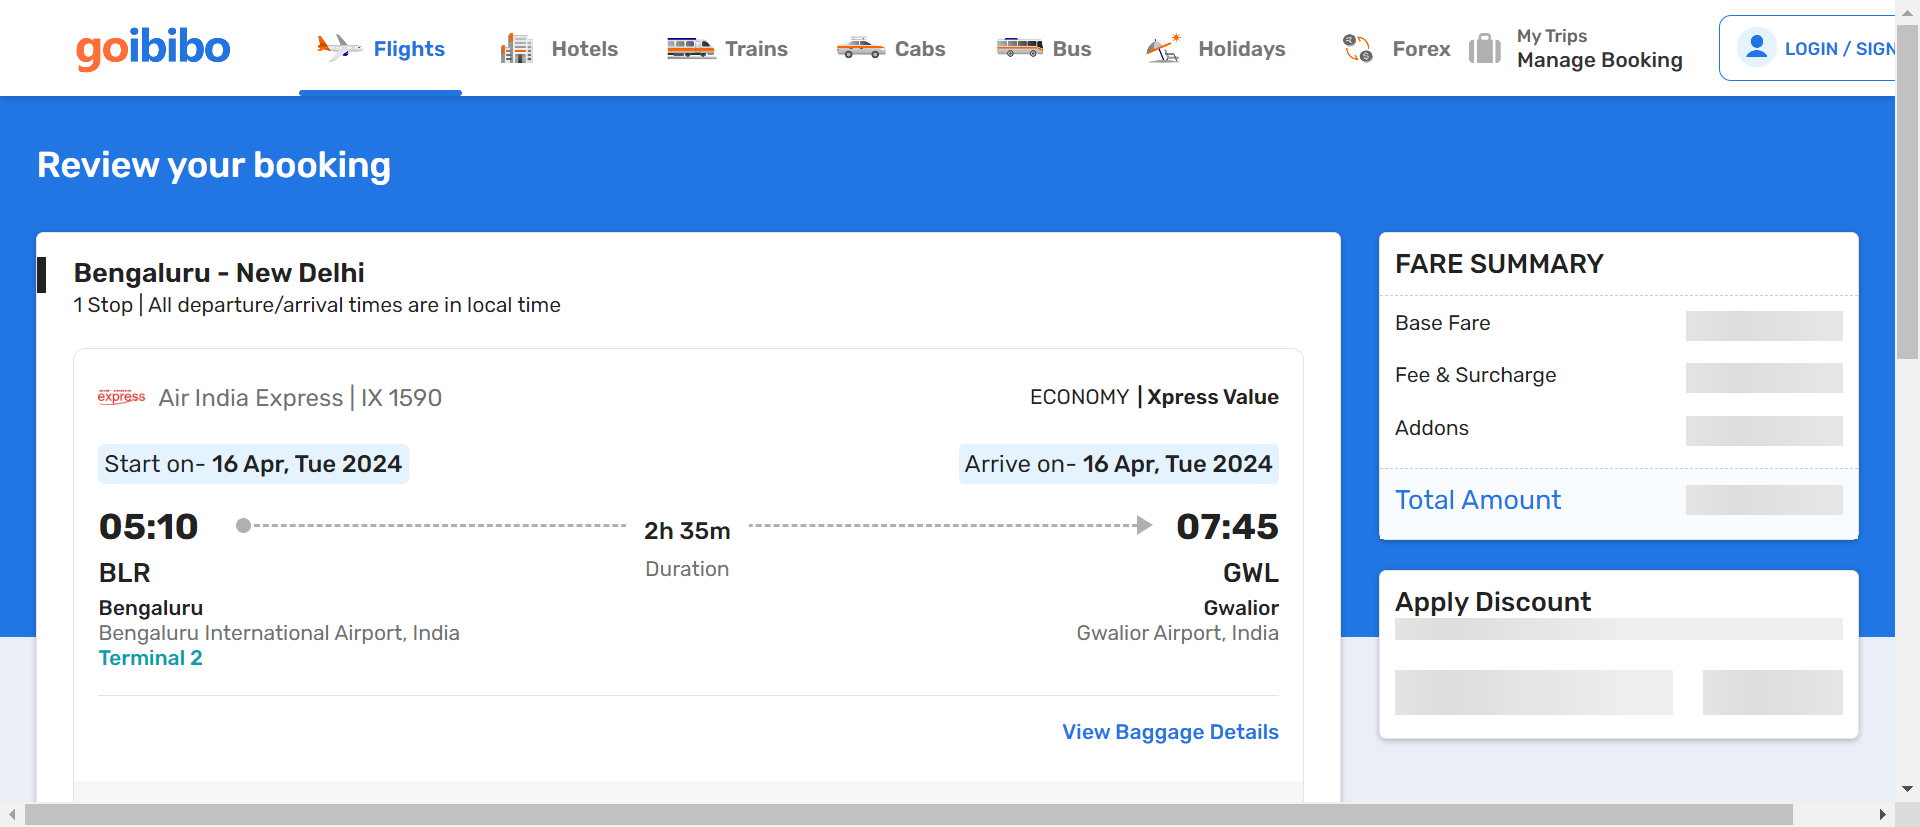 goibibo
Flights
Hotels
Trains
Cabs
Bus
Holidays
Forex
My Trips
Manage Booking
LOGIN / SIGN
Review your booking
Bengaluru - New Delhi
1 Stop | All departure/arrival times are in local time
express
Air India Express | IX 1590
ECONOMY | Xpress Value
Start on- 16 Apr, Tue 2024
Arrive on- 16 Apr, Tue 2024
05:10
2h 35m
07:45
BLR
Duration
GWL
Bengaluru
Gwalior
Bengaluru International Airport, India
Gwalior Airport, India
Terminal 2
View Baggage Details
FARE SUMMARY
Base Fare
Fee & Surcharge
Addons
Total Amount
Apply Discount